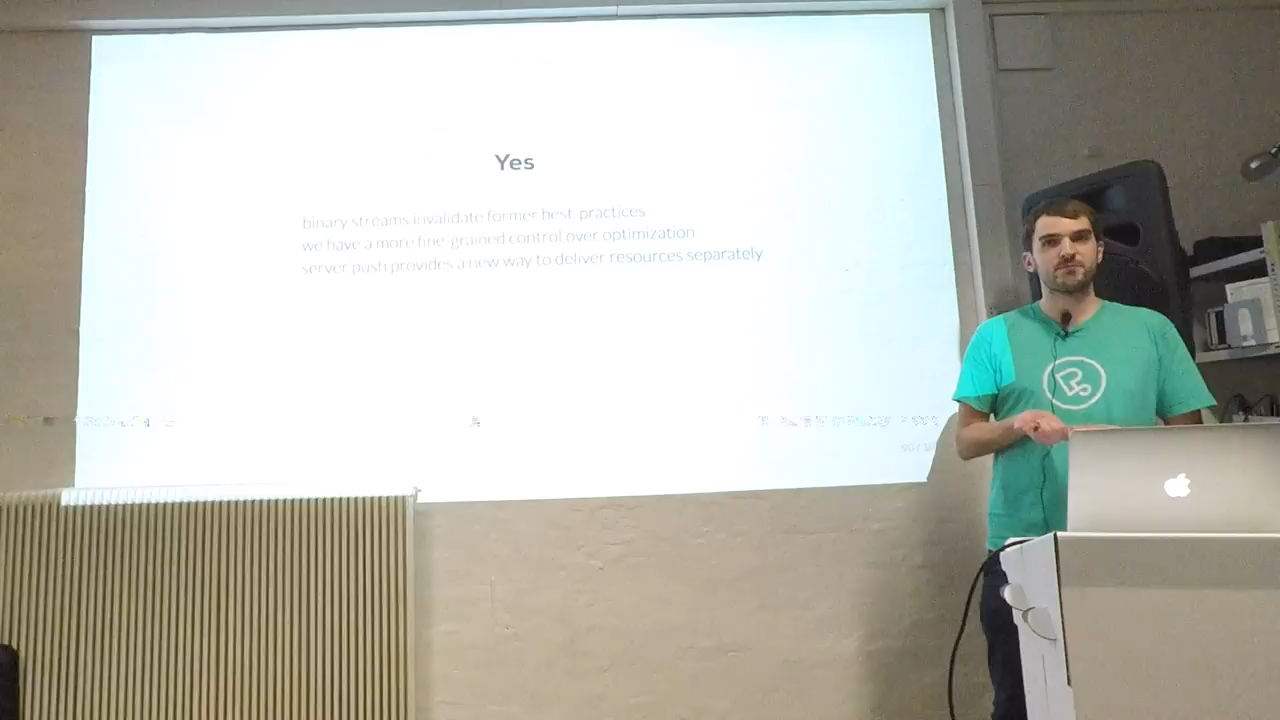 Yes
binary streams invalidate former best practices
we have a more fine-grained control over optimization
server push provides a new way to deliver resources separately